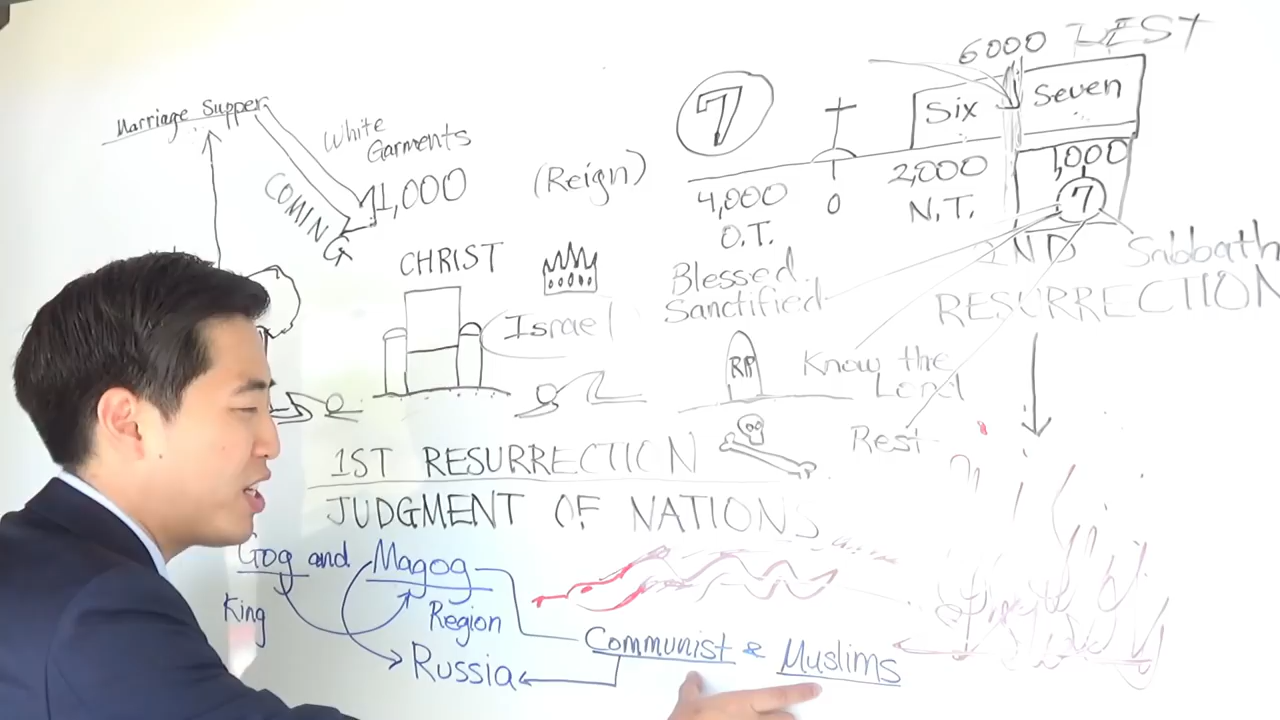 Marriage Supper
COMING
White
Garments
1,000
(Reign)
CHRIST
Israel
7
4,000
O.T.
0
Six
2,000
N.T.
6000
Seven
1,000
7
2ND
RESURRECTION
Sabbath
Blessed
Sanctified
Know the
Lord
Rest
RIP
1ST RESURRECTION
JUDGMENT OF NATIONS
Gog and Magog
King
Region
Russia
Communist & Muslims